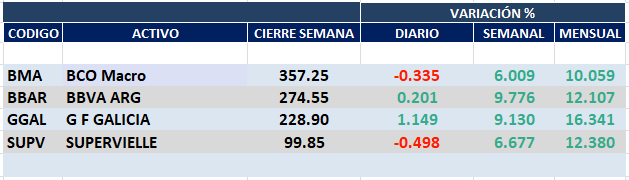 VARIACIÓN %
CODIGO ACTIVO CIERRE SEMANA DIARIO SEMANAL MENSUAL
BMA BCO Macro 357.25 -0.335 6.009 10.059
BBAR BBVA ARG 274.55 0.201 9.776 12.107
GGAL G F GALICIA 228.90 1.149 9.130 16.341
SUPV SUPERVIELLE 99.85 -0.498 6.677 12.380